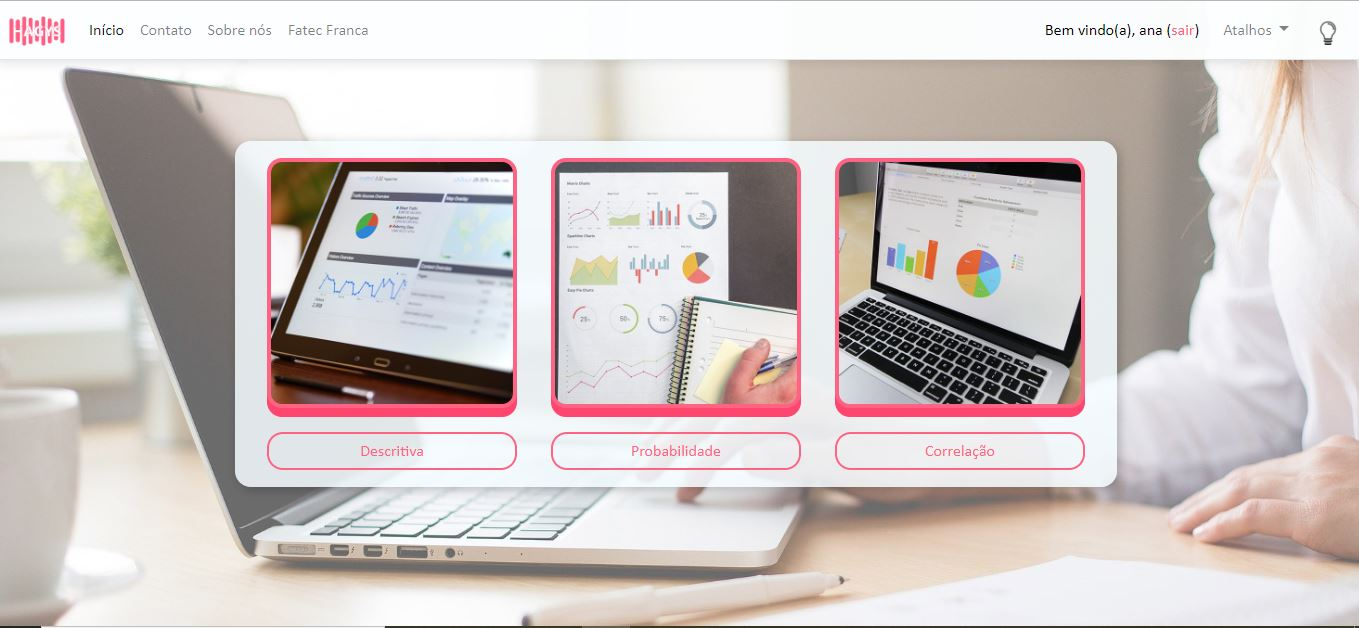 Início Contato Sobre nós Fatec Franca Bem vindo(a), ana (sair) Atalhos
Descritiva Probabilidade Correlação